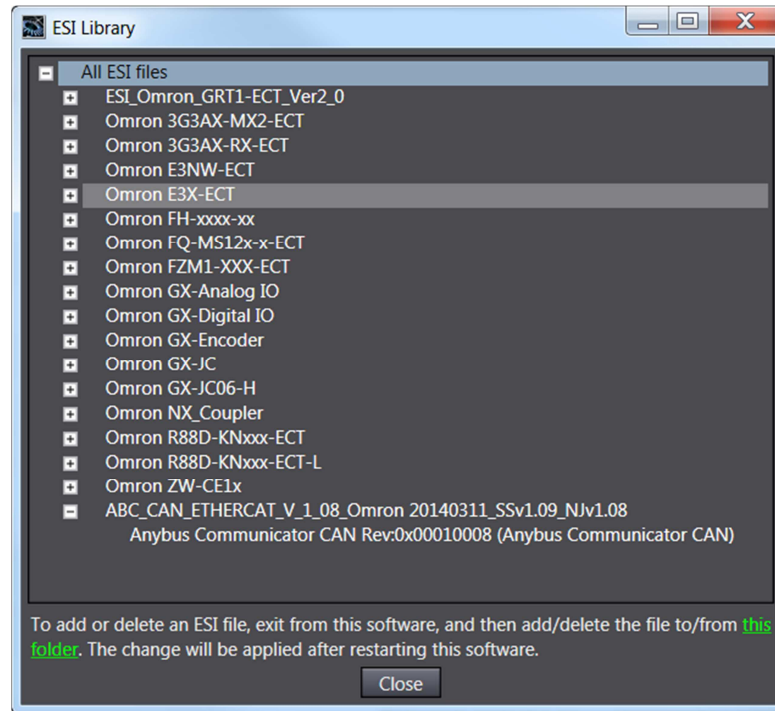 ESI Library
All ESI files
ESI_Omron_GRT1-ECT_Ver2_0
Omron 3G3AX-MX2-ECT
Omron 3G3AX-RX-ECT
Omron E3NW-ECT
Omron E3X-ECT
Omron FH-xxxx-xx
Omron FQ-MS12x-x-ECT
Omron FZM1-XXX-ECT
Omron GX-Analog IO
Omron GX-Digital IO
Omron GX-Encoder
Omron GX-JC
Omron GX-JC06-H
Omron NX_Coupler
Omron R88D-KNxxx-ECT
Omron R88D-KNxxx-ECT-L
Omron ZW-CE1x
ABC_CAN_ETHERCAT_V_1_08_Omron 20140311_SSv1.09_NJv1.08
Anybus Communicator CAN Rev:0x00010008 (Anybus Communicator CAN)
To add or delete an ESI file, exit from this software, and then add/delete the file to/from this
folder. The change will be applied after restarting this software.
Close